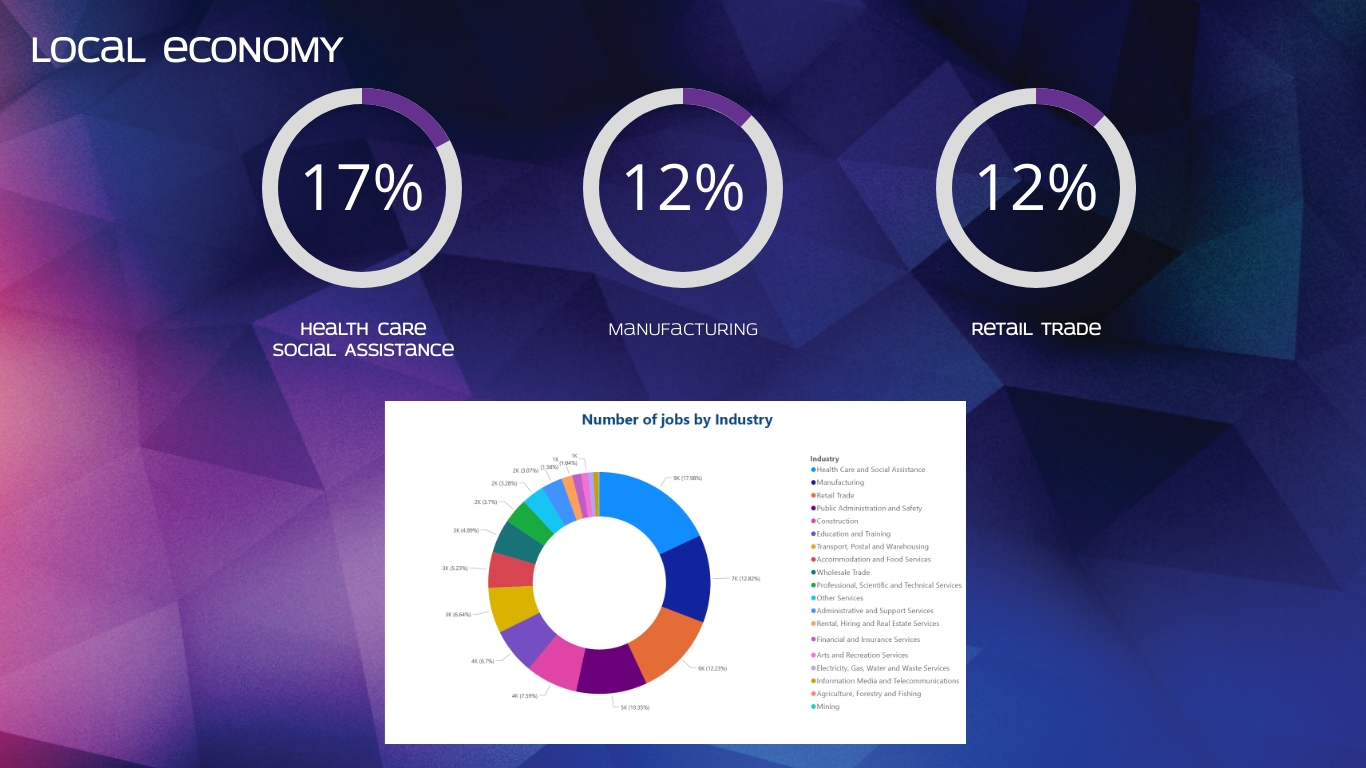 LOCAL ECONOMY
17%
12%
12%
HEALTH CARE
SOCIAL ASSISTANCE
MANUFACTURING
RETAIL TRADE
Number of jobs by Industry
9K (17.98%)
7K (12.82%)
6K (12.23%)
5K (10.35%)
4K (7.59%)
4K (6.7%)
3K (6.64%)
3K (5.23%)
3K (4.89%)
2K (3.7%)
2K (3.28%)
2K (3.07%)
1K
(1.58%)
1K
(1.04%)
Industry
Health Care and Social Assistance
Manufacturing
Retail Trade
Public Administration and Safety
Construction
Education and Training
Transport, Postal and Warehousing
Accommodation and Food Services
Wholesale Trade
Professional, Scientific and Technical Services
Other Services
Administrative and Support Services
Rental, Hiring and Real Estate Services
Financial and Insurance Services
Arts and Recreation Services
Electricity, Gas, Water and Waste Services
Information Media and Telecommunications
Agriculture, Forestry and Fishing
Mining